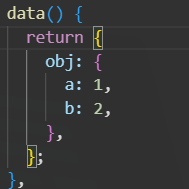 data() {
  return {
    obj: {
      a: 1,
      b: 2,
    },
  };
},